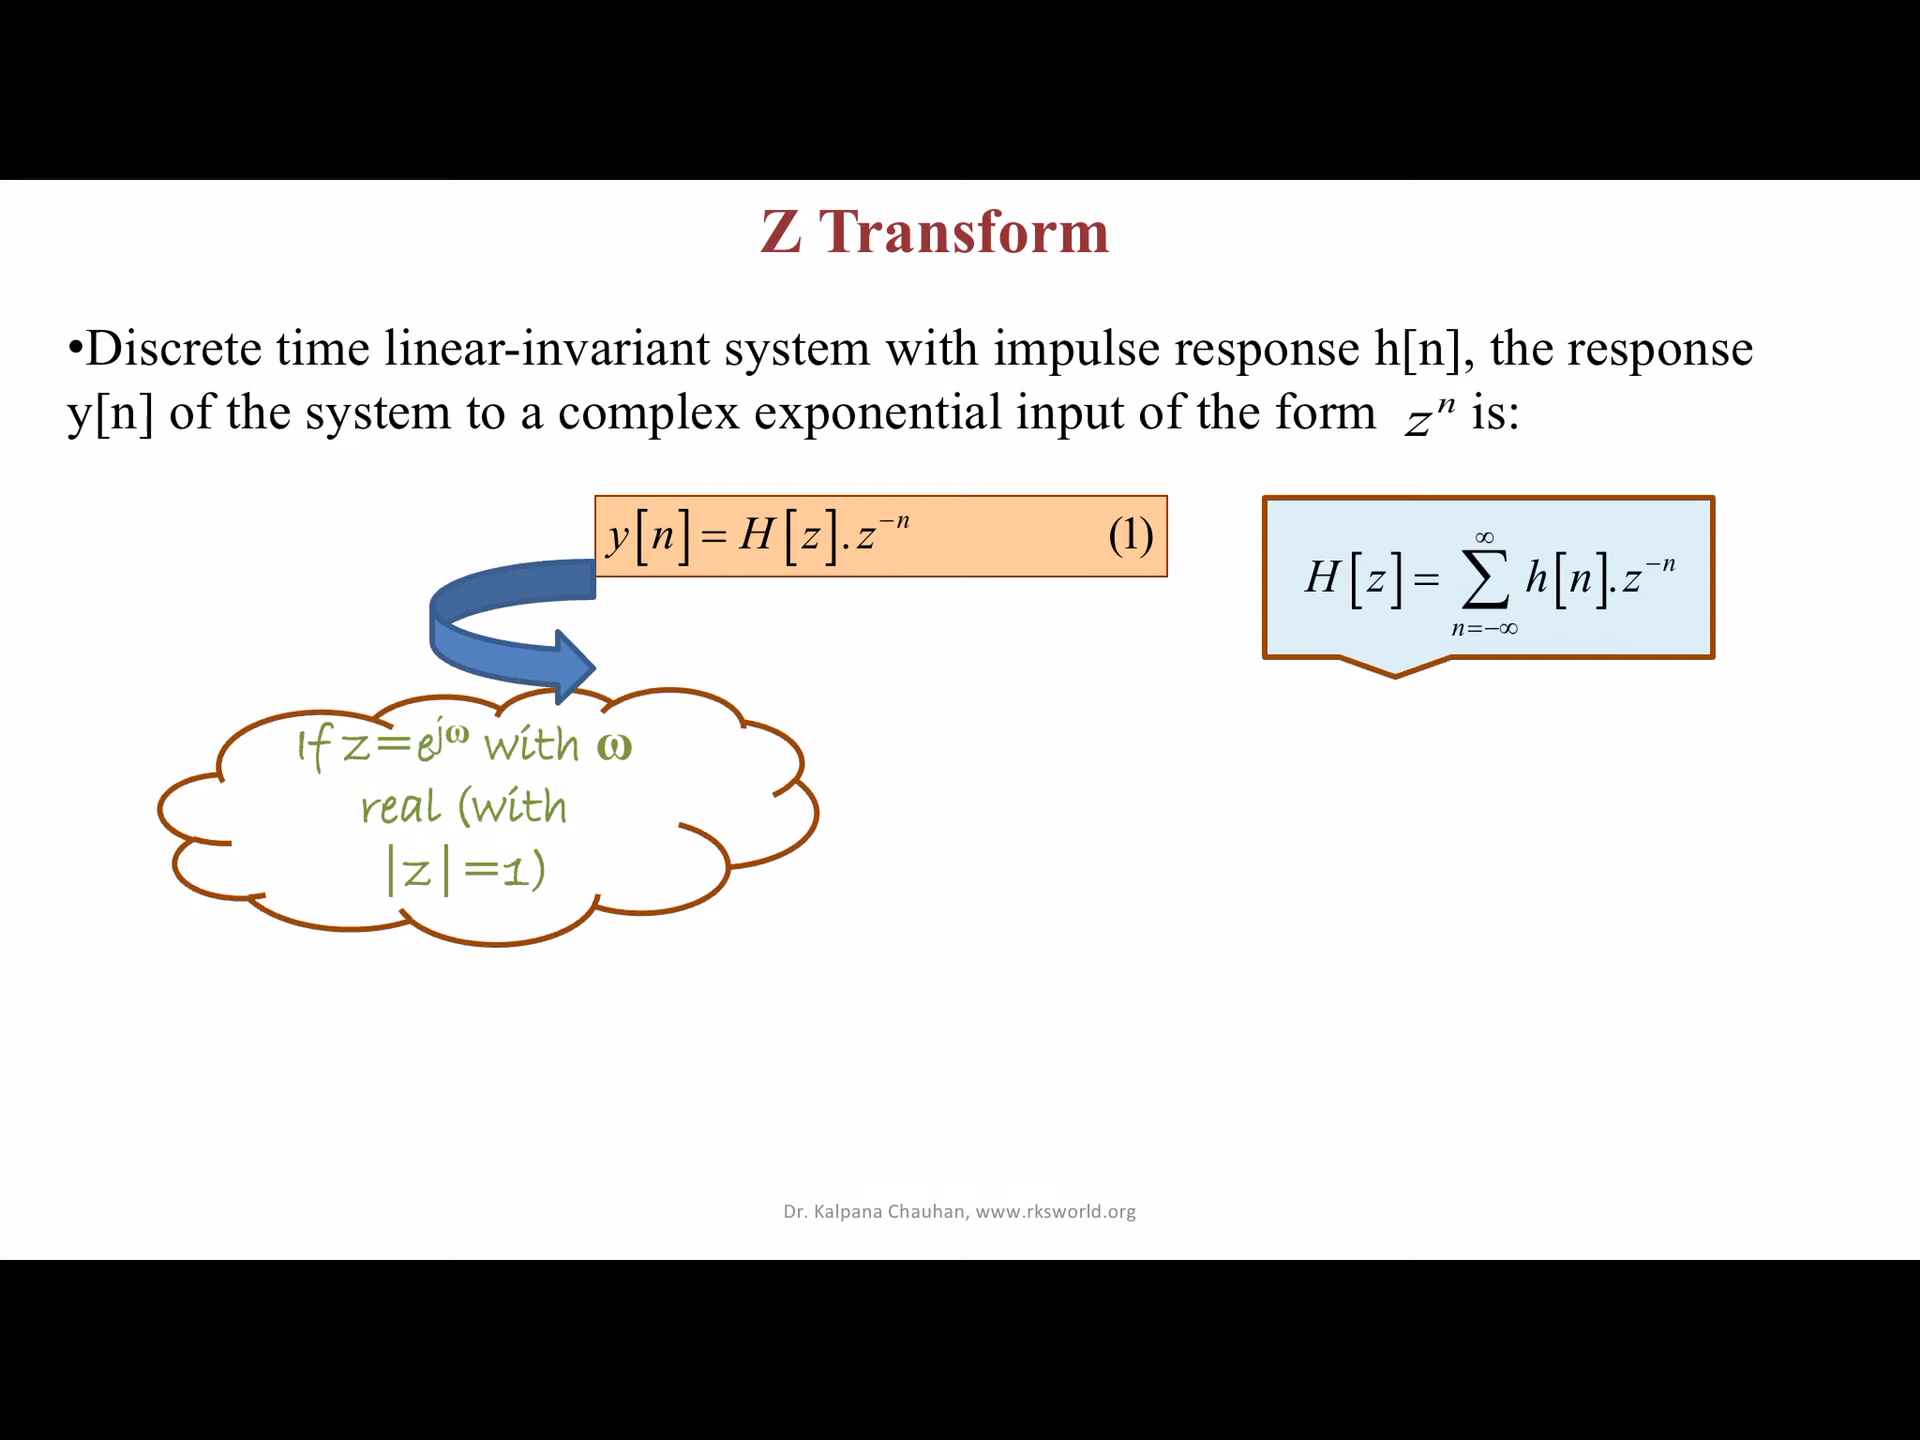 Z Transform
•Discrete time linear-invariant system with impulse response h[n], the response
y[n] of the system to a complex exponential input of the form zⁿ is:
y[n] = H[z].z⁻ⁿ (1)
H[z] = ∑_{n=−∞}^{∞} h[n].z⁻ⁿ
If z=e^{jω} with ω
real (with
|z|=1)
Dr. Kalpana Chauhan, www.rksworld.org